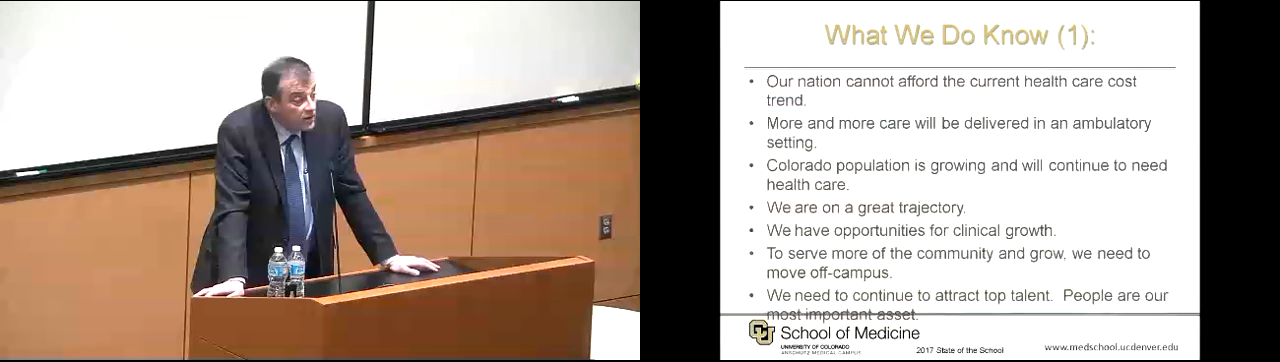 What We Do Know (1):
• Our nation cannot afford the current health care cost
trend.
• More and more care will be delivered in an ambulatory
setting.
• Colorado population is growing and will continue to need
health care.
• We are on a great trajectory.
• We have opportunities for clinical growth.
• To serve more of the community and grow, we need to
move off-campus.
• We need to continue to attract top talent.  People are our
most important asset.
School of Medicine
UNIVERSITY OF COLORADO
ANSCHUTZ MEDICAL CAMPUS
2017 State of the School
www.medschool.ucdenver.edu